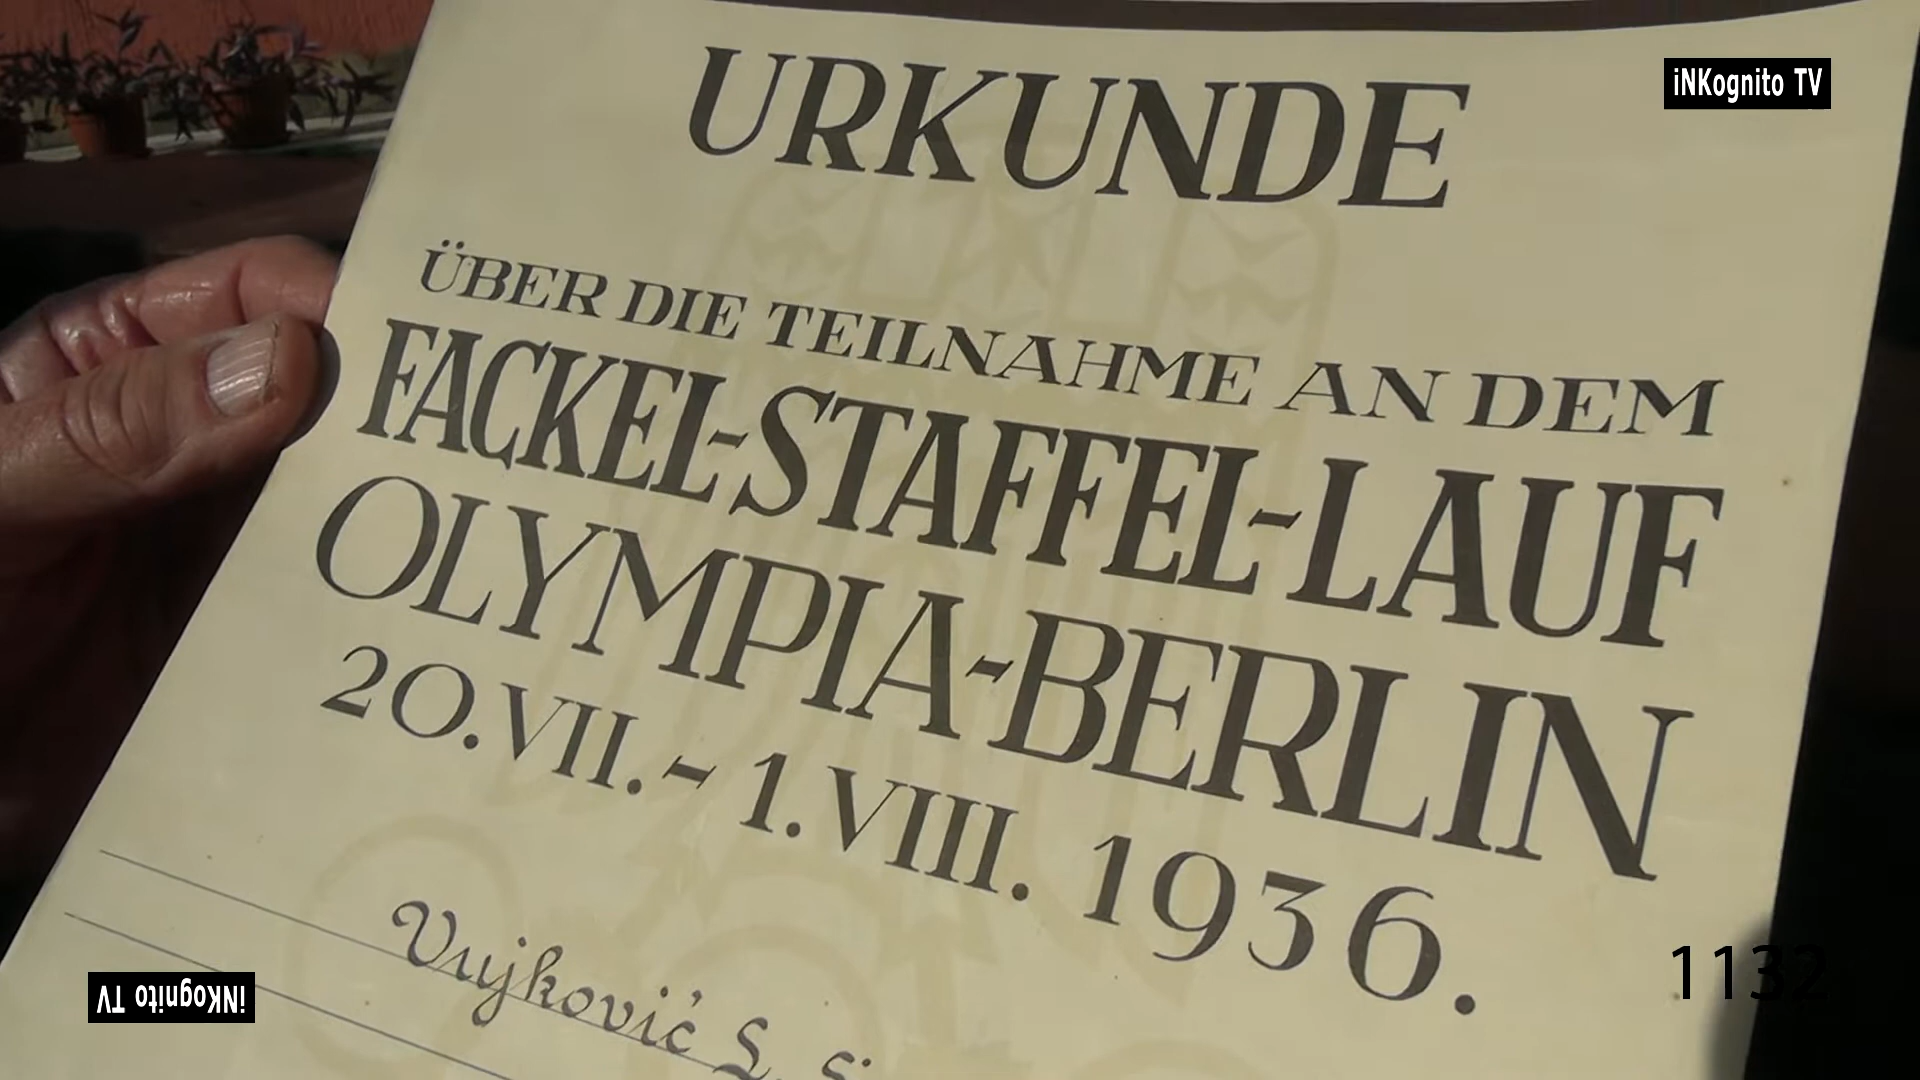 URKUNDE
iNKognito TV
ÜBER DIE TEILNAHME AN DEM
FACKEL-STAFFEL-LAUF
OLYMPIA-BERLIN
20.VII.-1.VIII. 1936.
Vujković S.
iNKognito TV
1132